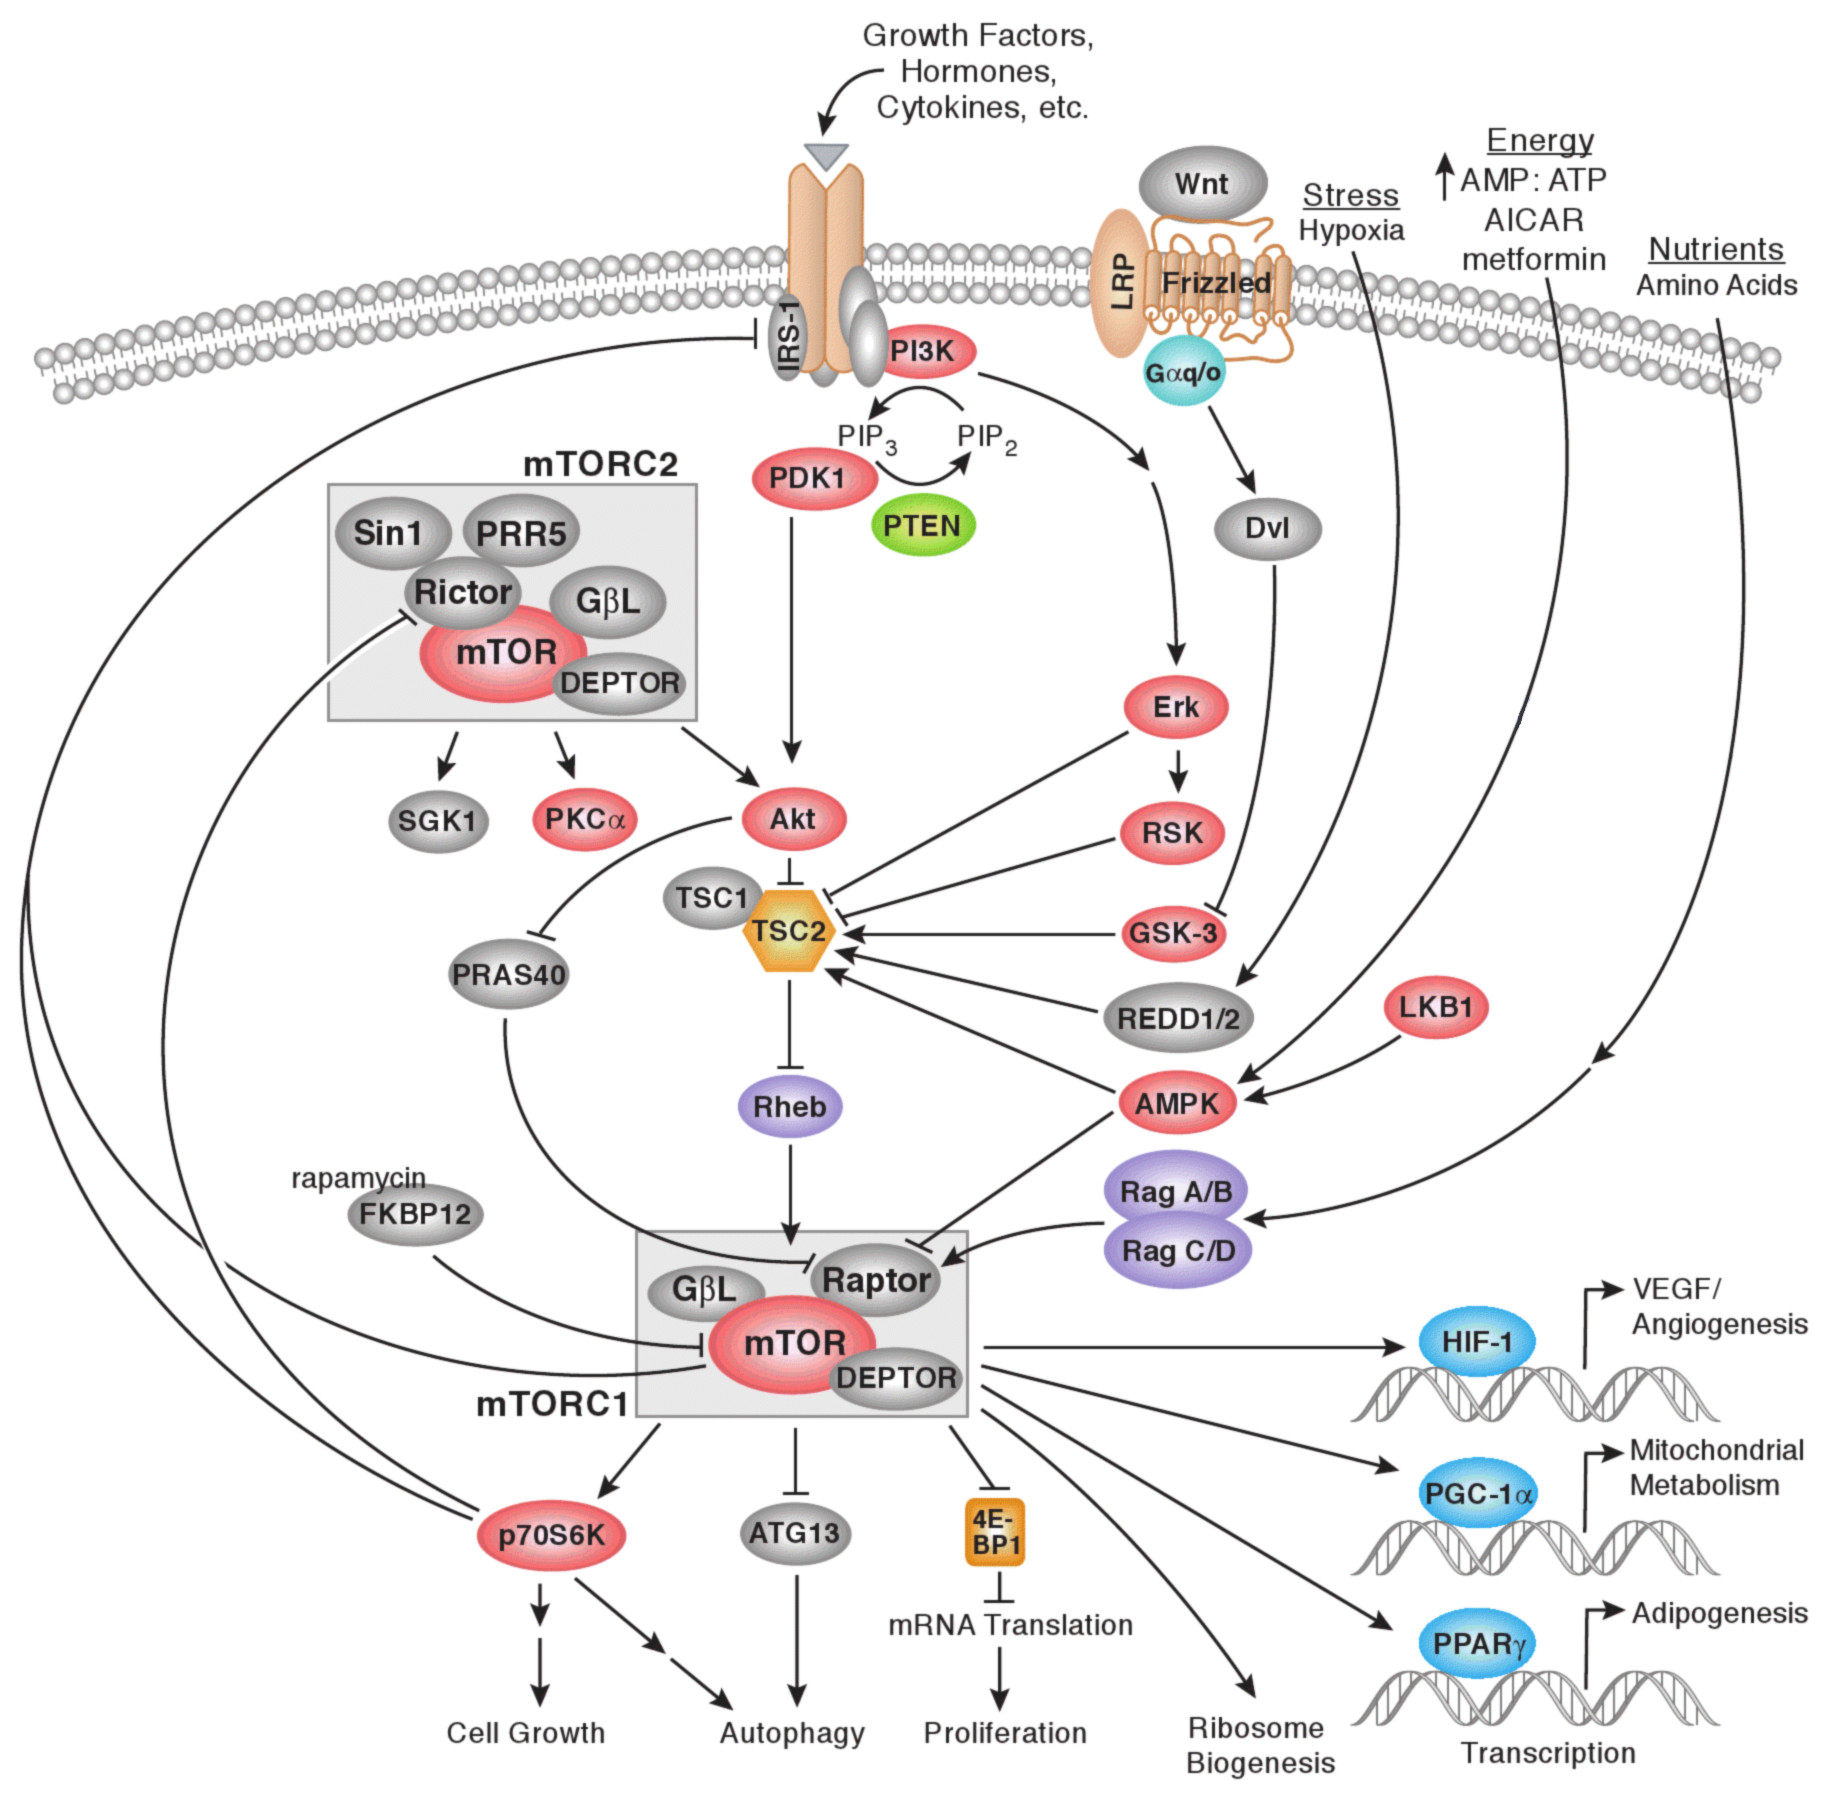 Growth Factors,
Hormones,
Cytokines, etc.
Wnt
Stress
Hypoxia
Energy
AMP: ATP
AICAR
metformin
Nutrients
Amino Acids
LRP
Frizzled
IRS-1
PI3K
Gαq/o
PIP3
PIP2
PDK1
PTEN
Dvl
mTORC2
Sin1
PRR5
Rictor
GβL
mTOR
DEPTOR
Erk
SGK1
PKCα
Akt
RSK
TSC1
TSC2
GSK-3
PRAS40
REDD1/2
LKB1
Rheb
AMPK
rapamycin
FKBP12
Rag A/B
Rag C/D
GβL
Raptor
mTOR
DEPTOR
mTORC1
HIF-1
VEGF/
Angiogenesis
PGC-1α
Mitochondrial
Metabolism
p70S6K
ATG13
4E-
BP1
mRNA Translation
PPARγ
Adipogenesis
Cell Growth
Autophagy
Proliferation
Ribosome
Biogenesis
Transcription